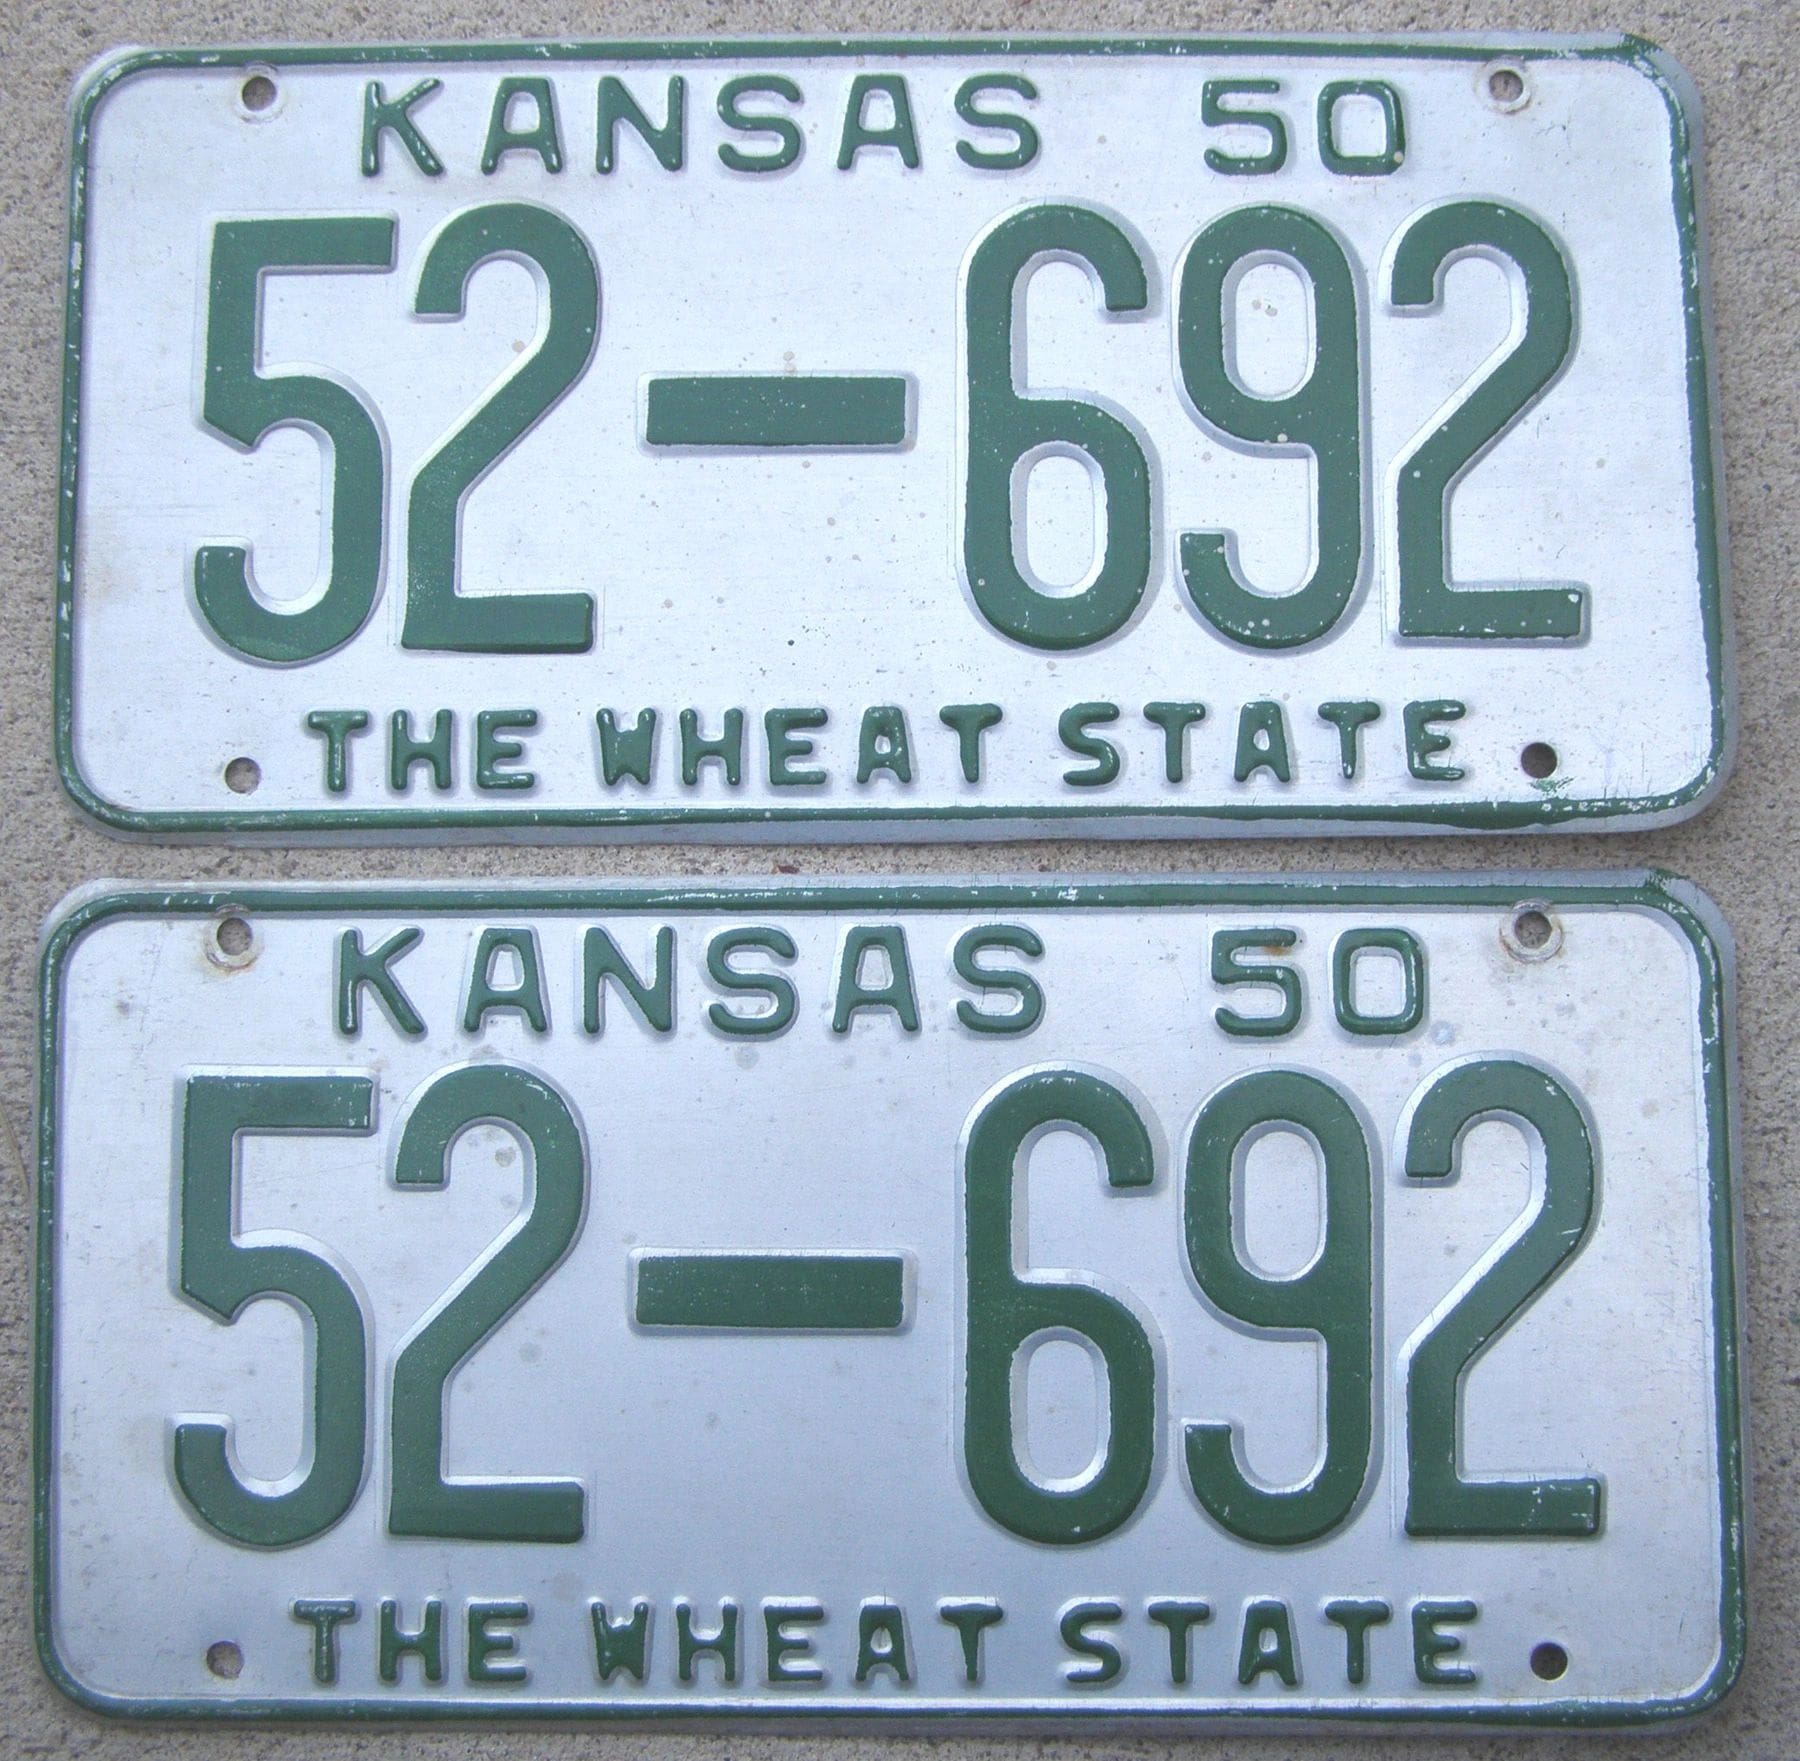 KANSAS 50
52-692
THE WHEAT STATE
KANSAS 50
52-692
THE WHEAT STATE